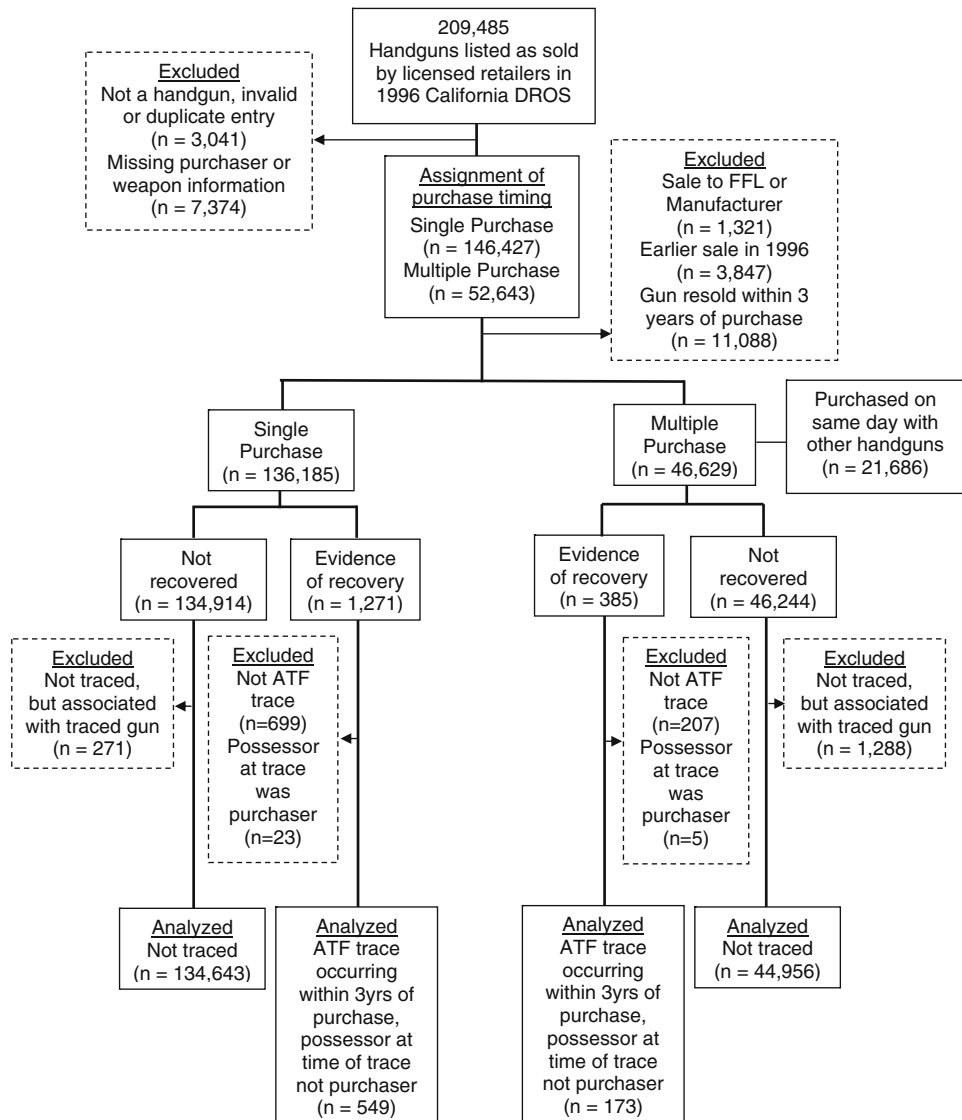 209,485
Handguns listed as sold
by licensed retailers in
1996 California DROS
Excluded
Not a handgun, invalid
or duplicate entry
(n = 3,041)
Missing purchaser or
weapon information
(n = 7,374)
Assignment of
purchase timing
Single Purchase
(n = 146,427)
Multiple Purchase
(n = 52,643)
Excluded
Sale to FFL or
Manufacturer
(n = 1,321)
Earlier sale in 1996
(n = 3,847)
Gun resold within 3
years of purchase
(n = 11,088)
Single
Purchase
(n = 136,185)
Multiple
Purchase
(n = 46,629)
Purchased on
same day with
other handguns
(n = 21,686)
Not
recovered
(n = 134,914)
Evidence
of recovery
(n = 1,271)
Evidence
of recovery
(n = 385)
Not
recovered
(n = 46,244)
Excluded
Not traced,
but associated
with traced gun
(n = 271)
Excluded
Not ATF
trace
(n=699)
Possessor
at trace
was
purchaser
(n=23)
Excluded
Not ATF
trace
(n=207)
Possessor
at trace
was
purchaser
(n=5)
Excluded
Not traced,
but associated
with traced gun
(n = 1,288)
Analyzed
Not traced
(n = 134,643)
Analyzed
ATF trace
occurring
within 3yrs of
purchase,
possessor at
time of trace
not purchaser
(n = 549)
Analyzed
ATF trace
occurring
within 3yrs of
purchase,
possessor at
time of trace
not purchaser
(n = 173)
Analyzed
Not traced
(n = 44,956)